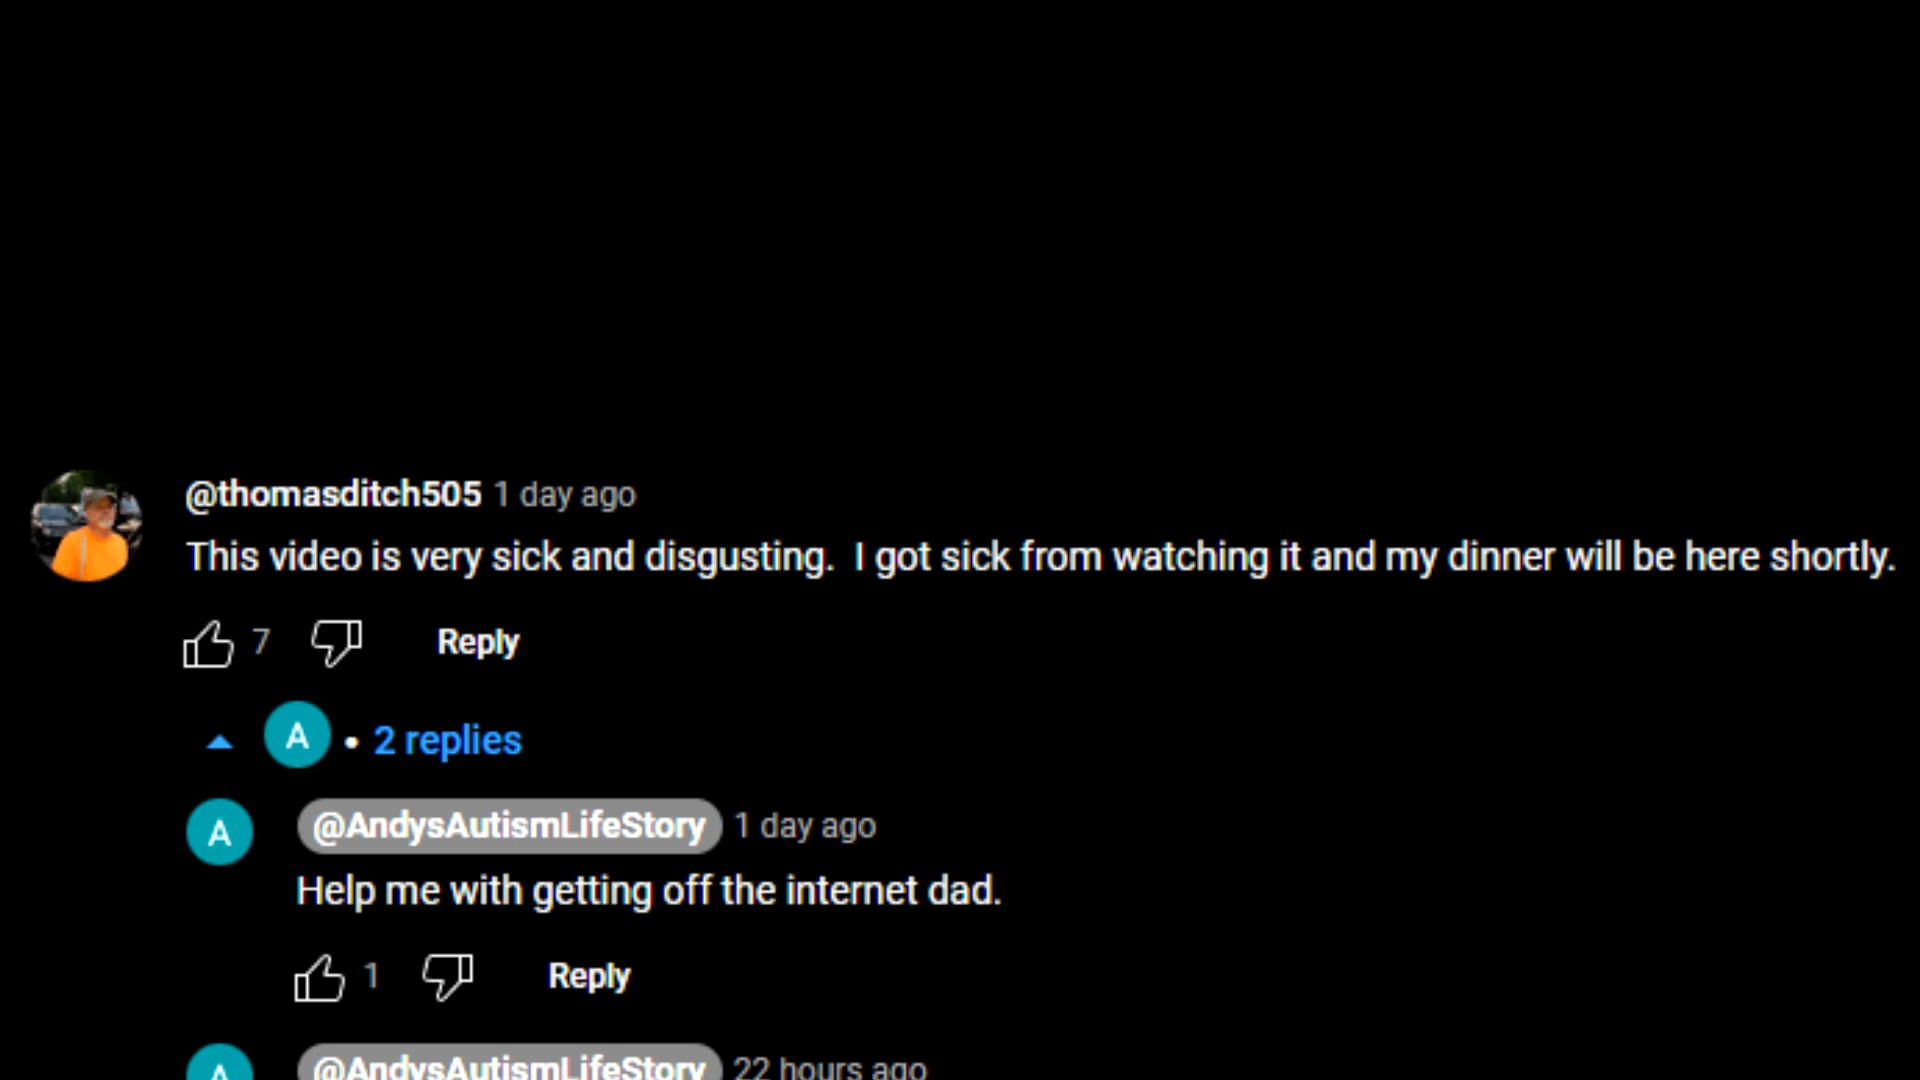 @thomasditch505 1 day ago
This video is very sick and disgusting.  I got sick from watching it and my dinner will be here shortly.
7 Reply
A • 2 replies
A @AndysAutismLifeStory 1 day ago
Help me with getting off the internet dad.
1 Reply
A @AndysAutismLifeStory 22 hours ago